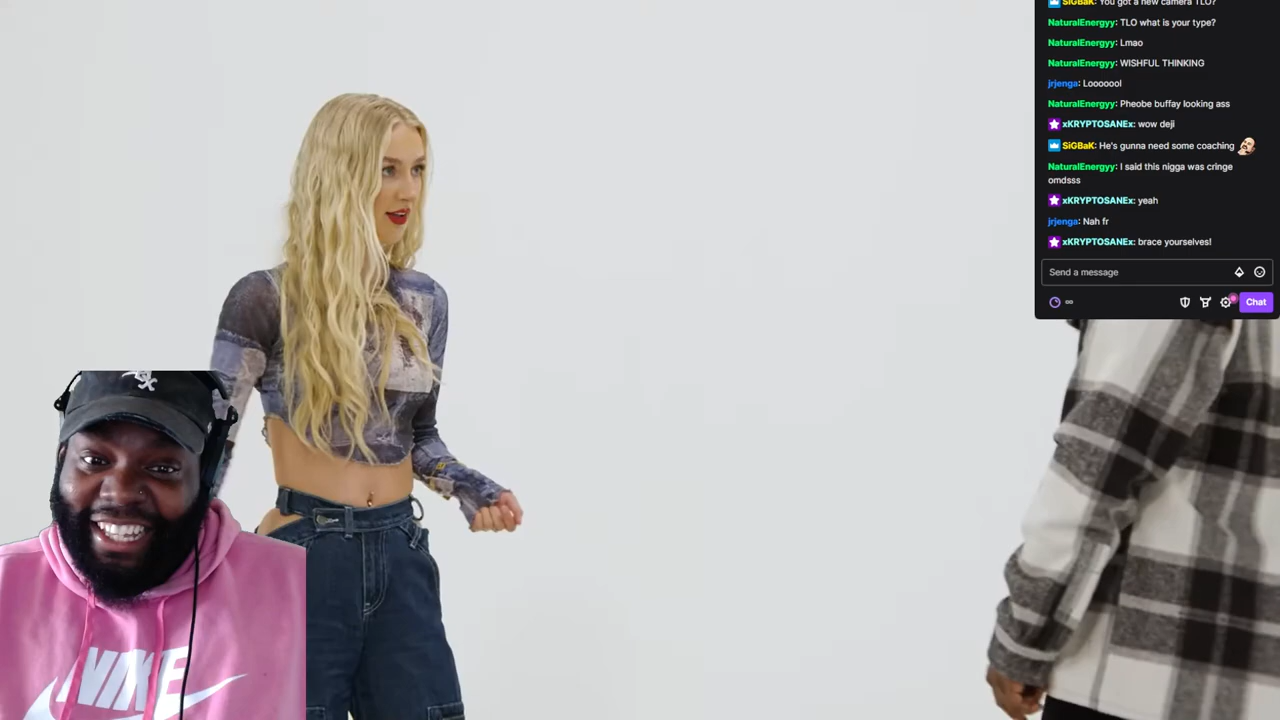 SiGBaK: You got a new camera TLO?
NaturalEnergyy: TLO what is your type?
NaturalEnergyy: Lmao
NaturalEnergyy: WISHFUL THINKING
jrjenga: Looooool
NaturalEnergyy: Pheobe buffay looking ass
xKRYPTOSANEx: wow deji
SiGBaK: He's gunna need some coaching
NaturalEnergyy: I said this nigga was cringe
omdsss
xKRYPTOSANEx: yeah
jrjenga: Nah fr
xKRYPTOSANEx: brace yourselves!
Send a message
∞
Chat
NIKE